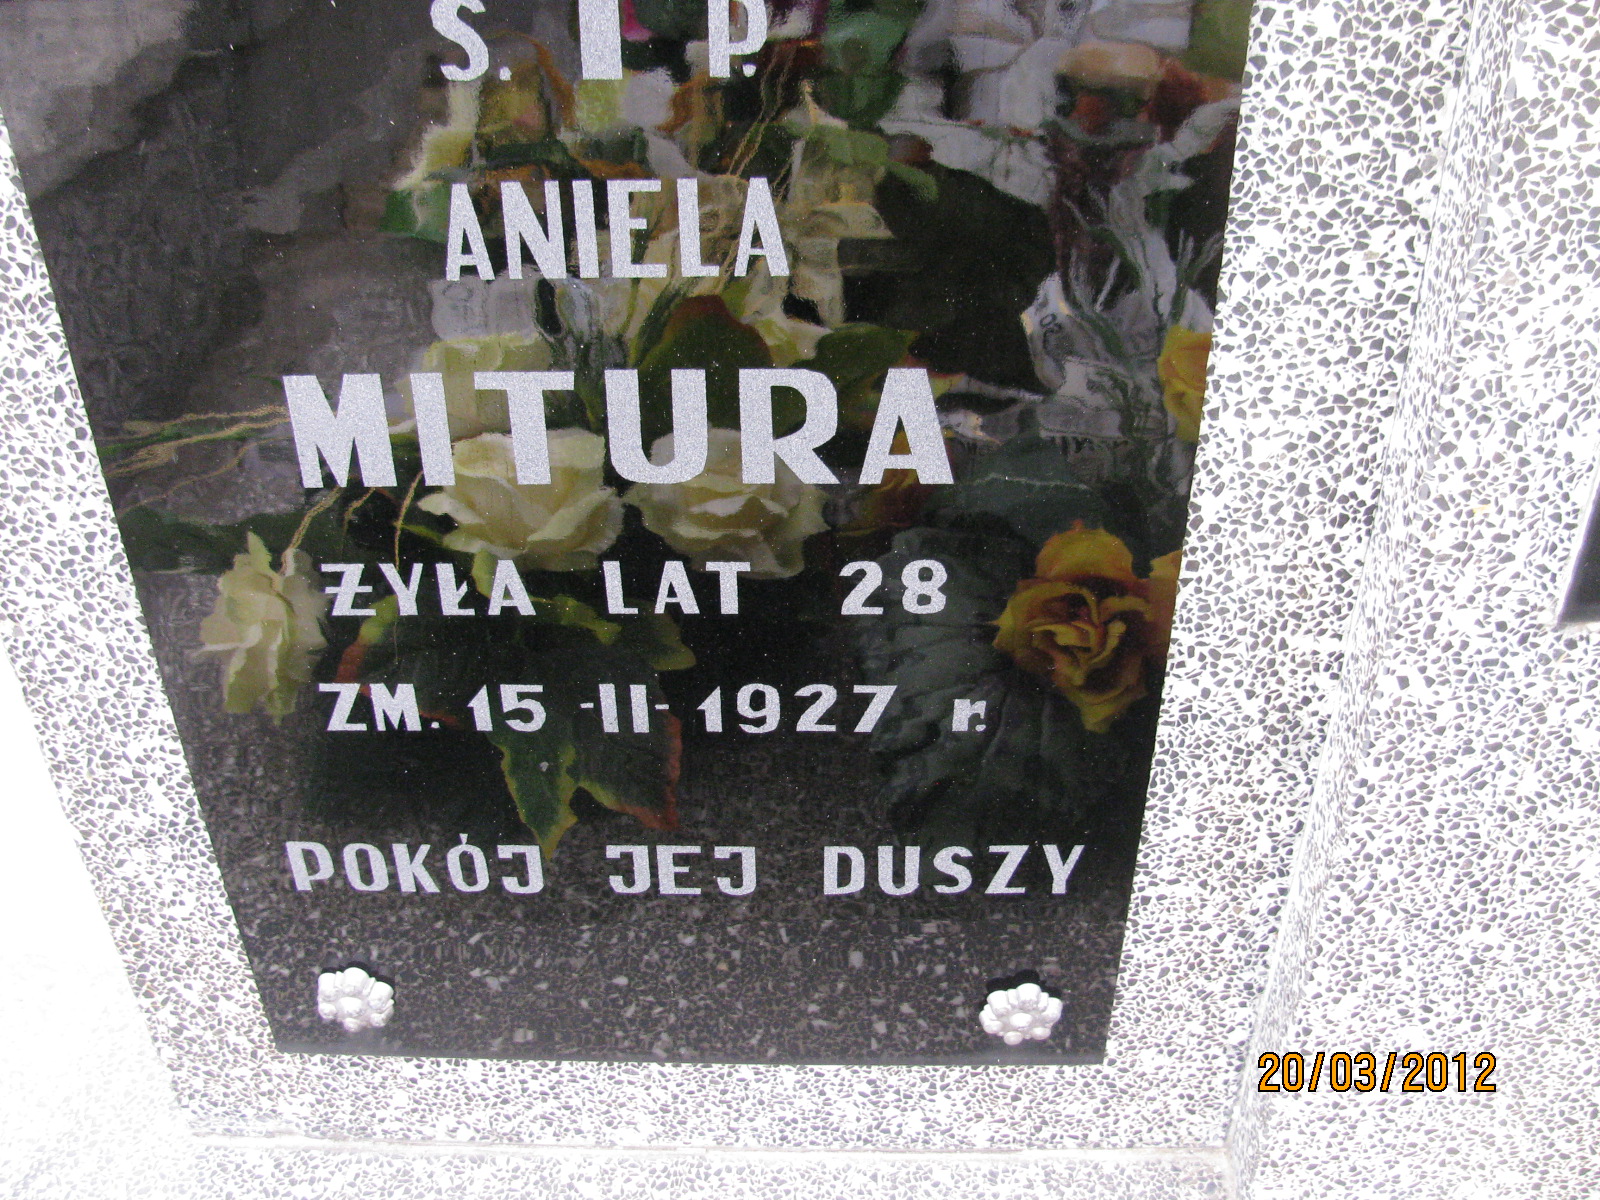 Ś. P.
ANIELA
MITURA
ŻYŁA LAT 28
ZM. 15-II-1927 r.
POKÓJ JEJ DUSZY
20/03/2012